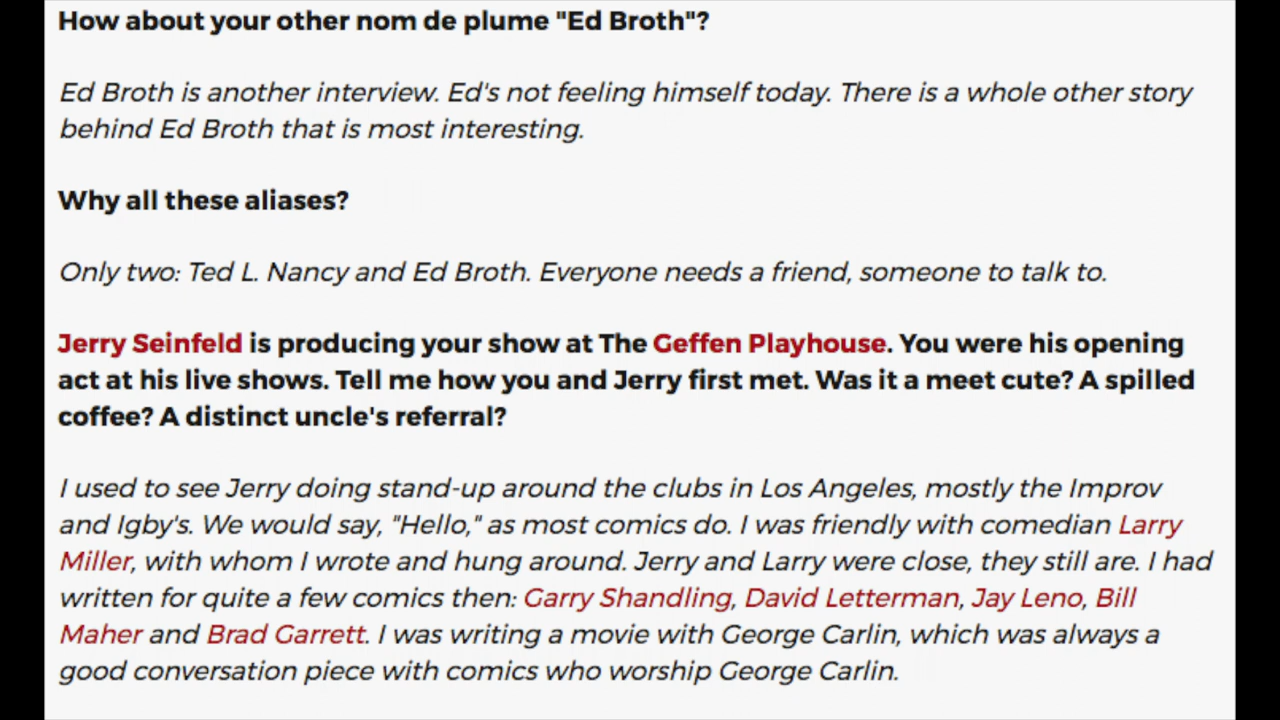 How about your other nom de plume "Ed Broth"?
Ed Broth is another interview. Ed's not feeling himself today. There is a whole other story
behind Ed Broth that is most interesting.
Why all these aliases?
Only two: Ted L. Nancy and Ed Broth. Everyone needs a friend, someone to talk to.
Jerry Seinfeld is producing your show at The Geffen Playhouse. You were his opening
act at his live shows. Tell me how you and Jerry first met. Was it a meet cute? A spilled
coffee? A distinct uncle's referral?
I used to see Jerry doing stand-up around the clubs in Los Angeles, mostly the Improv
and Igby's. We would say, "Hello," as most comics do. I was friendly with comedian Larry
Miller, with whom I wrote and hung around. Jerry and Larry were close, they still are. I had
written for quite a few comics then: Garry Shandling, David Letterman, Jay Leno, Bill
Maher and Brad Garrett. I was writing a movie with George Carlin, which was always a
good conversation piece with comics who worship George Carlin.